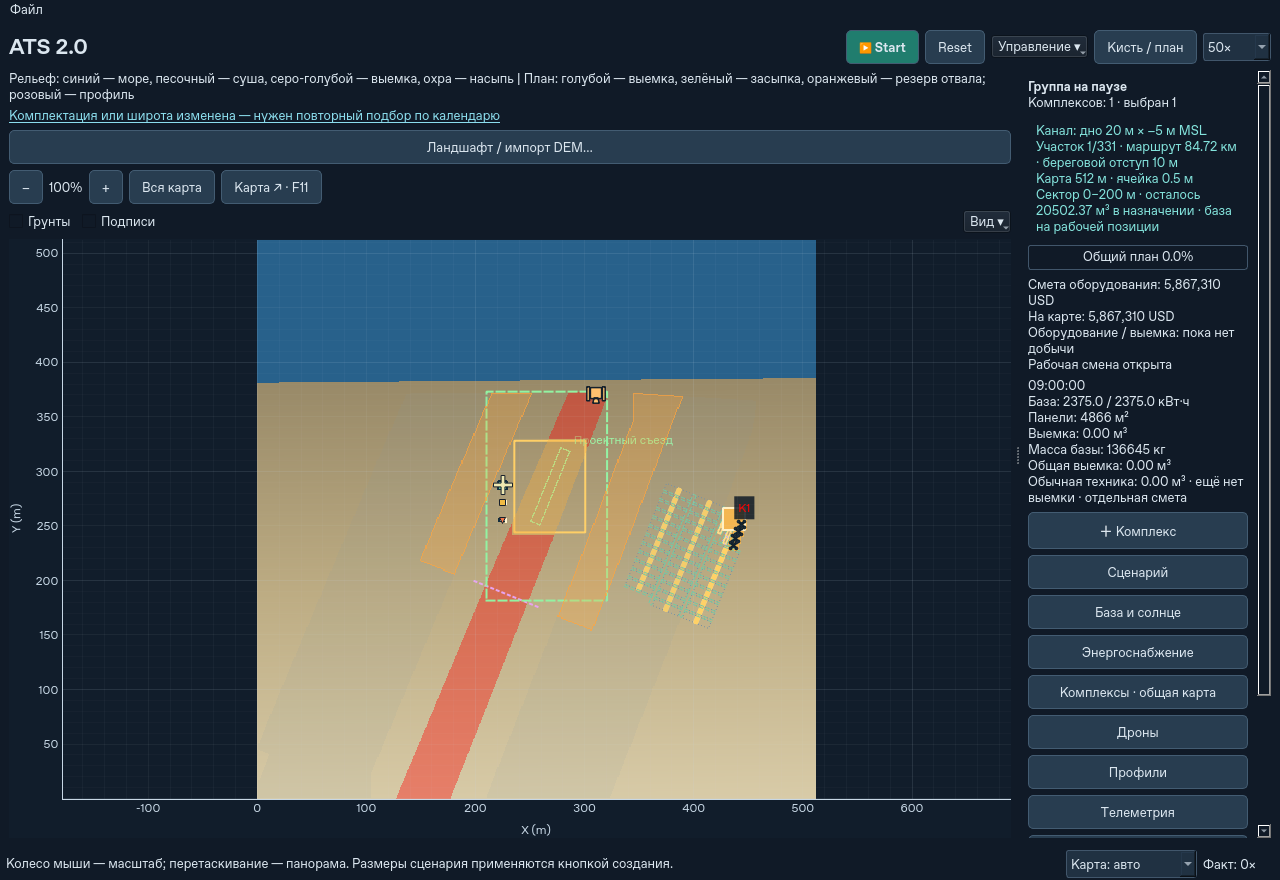 Файл
ATS 2.0
Start
Reset
Управление ▾
Кисть / план
50×
Рельеф: синий — море, песочный — суша, серо-голубой — выемка, охра — насыпь | План: голубой — выемка, зелёный — засыпка, оранжевый — резерв отвала;
розовый — профиль
Комплектация или широта изменена — нужен повторный подбор по календарю
Ландшафт / импорт DEM...
−
100%
+
Вся карта
Карта ↗ · F11
Грунты
Подписи
Вид ▾
500
450
400
350
300
250
200
150
100
50
Y (m)
Проектный съезд
K1
-100
0
100
200
300
400
500
600
X (m)
Группа на паузе
Комплексов: 1 · выбран 1
Канал: дно 20 м × −5 м MSL
Участок 1/331 · маршрут 84.72 км
· береговой отступ 10 м
Карта 512 м · ячейка 0.5 м
Сектор 0–200 м · осталось
20502.37 м³ в назначении · база
на рабочей позиции
Общий план 0.0%
Смета оборудования: 5,867,310
USD
На карте: 5,867,310 USD
Оборудование / выемка: пока нет
добычи
Рабочая смена открыта
09:00:00
База: 2375.0 / 2375.0 кВт·ч
Панели: 4866 м²
Выемка: 0.00 м³
Масса базы: 136645 кг
Общая выемка: 0.00 м³
Обычная техника: 0.00 м³ · ещё нет
выемки · отдельная смета
＋ Комплекс
Сценарий
База и солнце
Энергоснабжение
Комплексы · общая карта
Дроны
Профили
Телеметрия
Колесо мыши — масштаб; перетаскивание — панорама. Размеры сценария применяются кнопкой создания.
Карта: авто
Факт: 0×